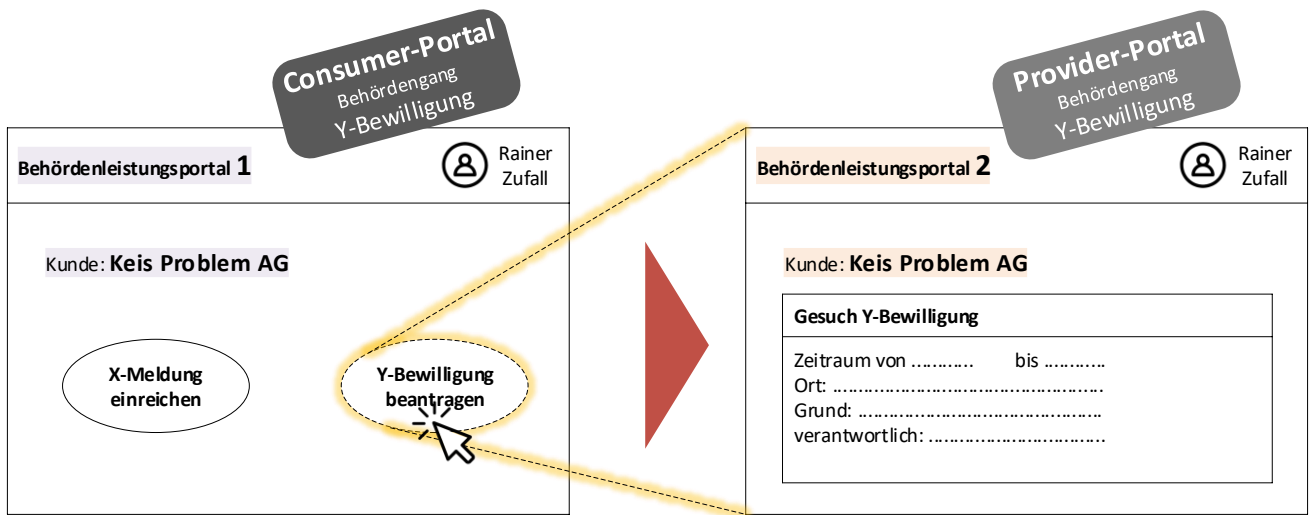 Consumer-Portal
Behördengang
Y-Bewilligung
Behördenleistungsportal 1
Rainer
Zufall
Kunde: Keis Problem AG
X-Meldung
einreichen
Y-Bewilligung
beantragen
Provider-Portal
Behördengang
Y-Bewilligung
Behördenleistungsportal 2
Rainer
Zufall
Kunde: Keis Problem AG
Gesuch Y-Bewilligung
Zeitraum von ............ bis ............
Ort: ....................................................
Grund: ...............................................
verantwortlich: ..................................